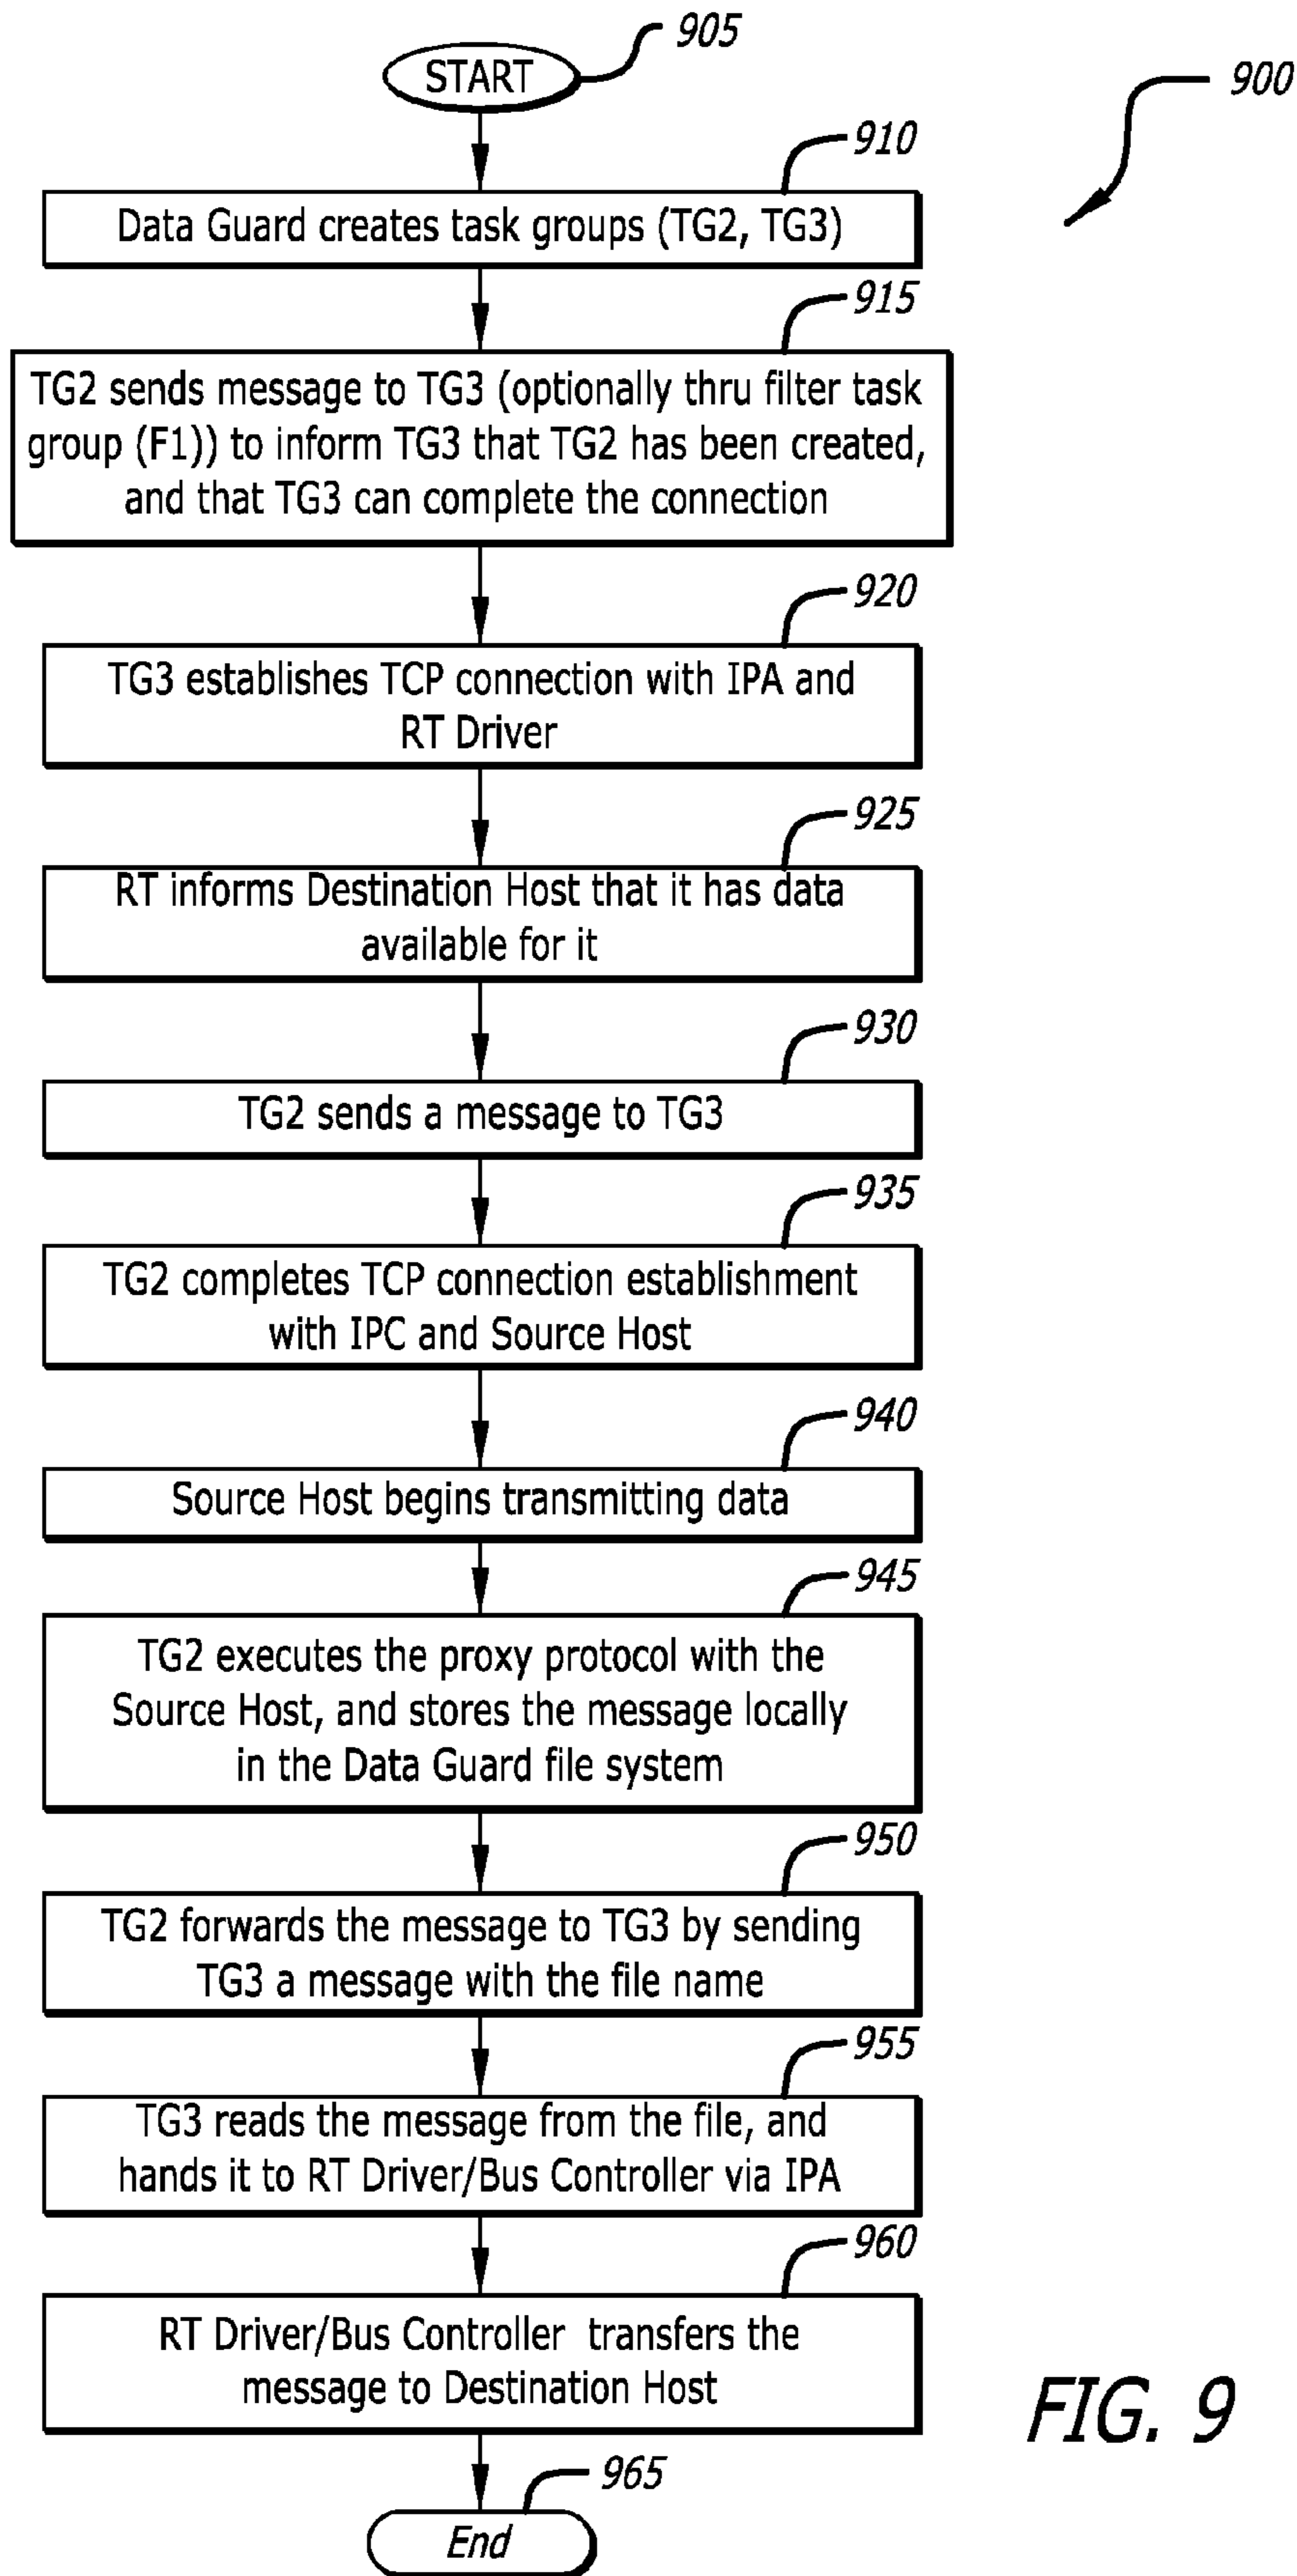 905
START
900
910
Data Guard creates task groups (TG2, TG3)
915
TG2 sends message to TG3 (optionally thru filter task
group (F1)) to inform TG3 that TG2 has been created,
and that TG3 can complete the connection
920
TG3 establishes TCP connection with IPA and
RT Driver
925
RT informs Destination Host that it has data
available for it
930
TG2 sends a message to TG3
935
TG2 completes TCP connection establishment
with IPC and Source Host
940
Source Host begins transmitting data
945
TG2 executes the proxy protocol with the
Source Host, and stores the message locally
in the Data Guard file system
950
TG2 forwards the message to TG3 by sending
TG3 a message with the file name
955
TG3 reads the message from the file, and
hands it to RT Driver/Bus Controller via IPA
960
RT Driver/Bus Controller transfers the
message to Destination Host
FIG. 9
965
End